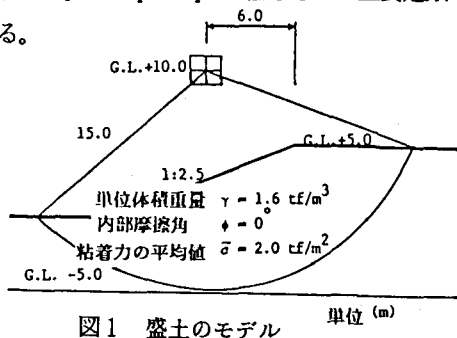 6.0
る。
G.L.+10.0
15.0
G.L.+5.0
1:2.5
単位体積重量 γ = 1.6 tf/m³
内部摩擦角 φ = 0°
粘着力の平均値 c̄ = 2.0 tf/m²
G.L. -5.0
単位 (m)
図1 盛土のモデル